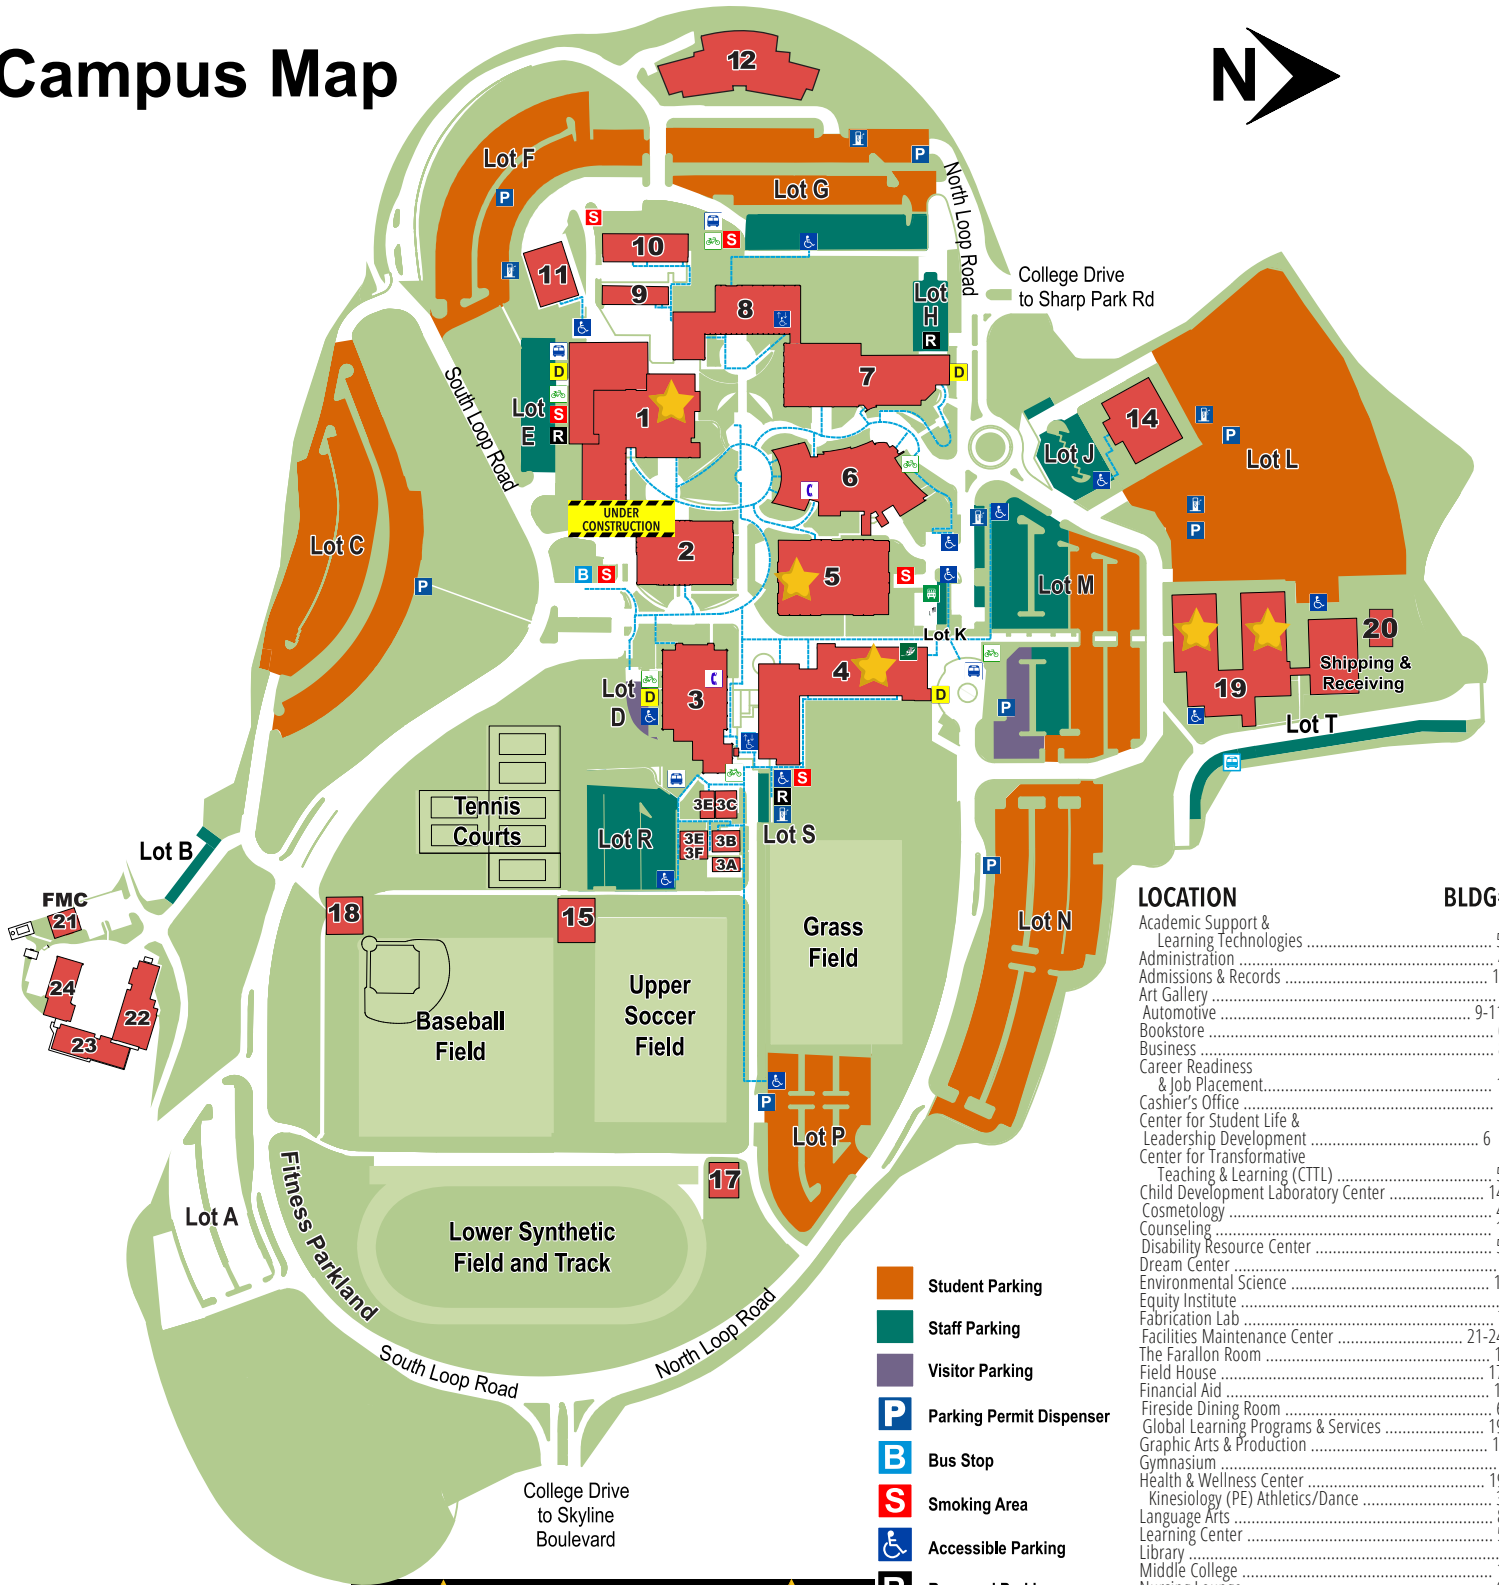 Campus Map
N
12
Lot F
P
P
Lot G
North Loop Road
S
10
S
11
9
8
Lot
H
R
College Drive
to Sharp Park Rd
D
7
D
South Loop Road
Lot
E
S
R
1
14
Lot J
P
Lot L
6
UNDER
CONSTRUCTION
P
Lot C
2
B
S
5
S
Lot M
P
Lot K
20
Shipping &
Receiving
19
4
D
Lot
D
D
3
P
Lot T
S
R
Lot S
Tennis
Courts
Lot R
3E
3C
3E
3F
3B
3A
Lot B
P
FMC
21
18
15
Grass
Field
Lot N
24
22
23
Baseball
Field
Upper
Soccer
Field
P
Lot P
17
Lot A
Fitness Parkland
Lower Synthetic
Field and Track
South Loop Road
North Loop Road
College Drive
to Skyline
Boulevard
Student Parking
Staff Parking
Visitor Parking
P Parking Permit Dispenser
B Bus Stop
S Smoking Area
Accessible Parking
LOCATION BLDG#
Academic Support &
Learning Technologies
Administration
Admissions & Records
Art Gallery
Automotive
Bookstore
Business
Career Readiness
& Job Placement
Cashier's Office
Center for Student Life &
Leadership Development 6
Center for Transformative
Teaching & Learning (CTTL)
Child Development Laboratory Center 14
Cosmetology
Counseling
Disability Resource Center
Dream Center
Environmental Science
Equity Institute
Fabrication Lab
Facilities Maintenance Center 21-24
The Farallon Room
Field House 17
Financial Aid
Fireside Dining Room
Global Learning Programs & Services 19
Graphic Arts & Production
Gymnasium
Health & Wellness Center 19
Kinesiology (PE) Athletics/Dance
Language Arts
Learning Center
Library
Middle College